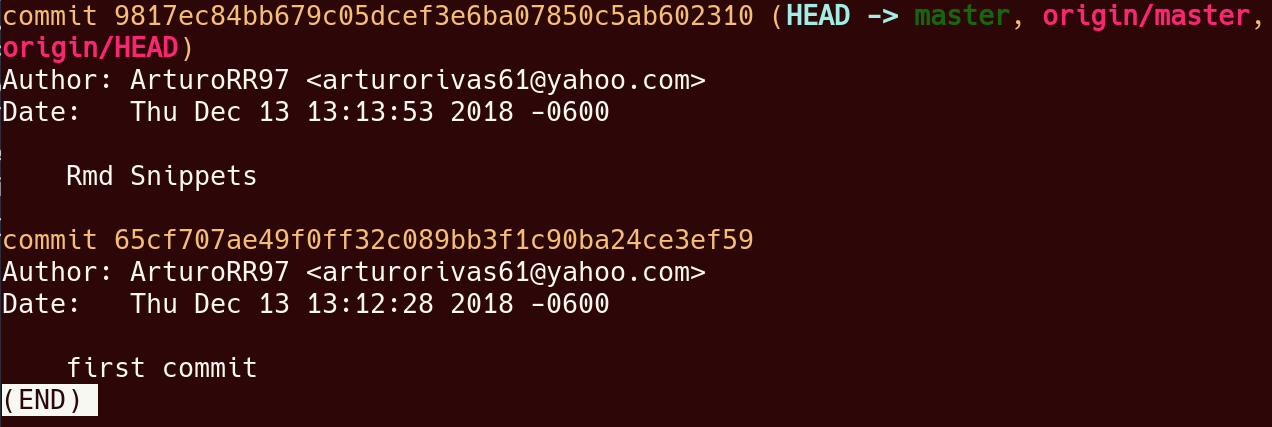 commit 9817ec84bb679c05dcef3e6ba07850c5ab602310 (HEAD -> master, origin/master,
origin/HEAD)
Author: ArturoRR97 <arturorivas61@yahoo.com>
Date:   Thu Dec 13 13:13:53 2018 -0600
    Rmd Snippets
commit 65cf707ae49f0ff32c089bb3f1c90ba24ce3ef59
Author: ArturoRR97 <arturorivas61@yahoo.com>
Date:   Thu Dec 13 13:12:28 2018 -0600
    first commit
(END)